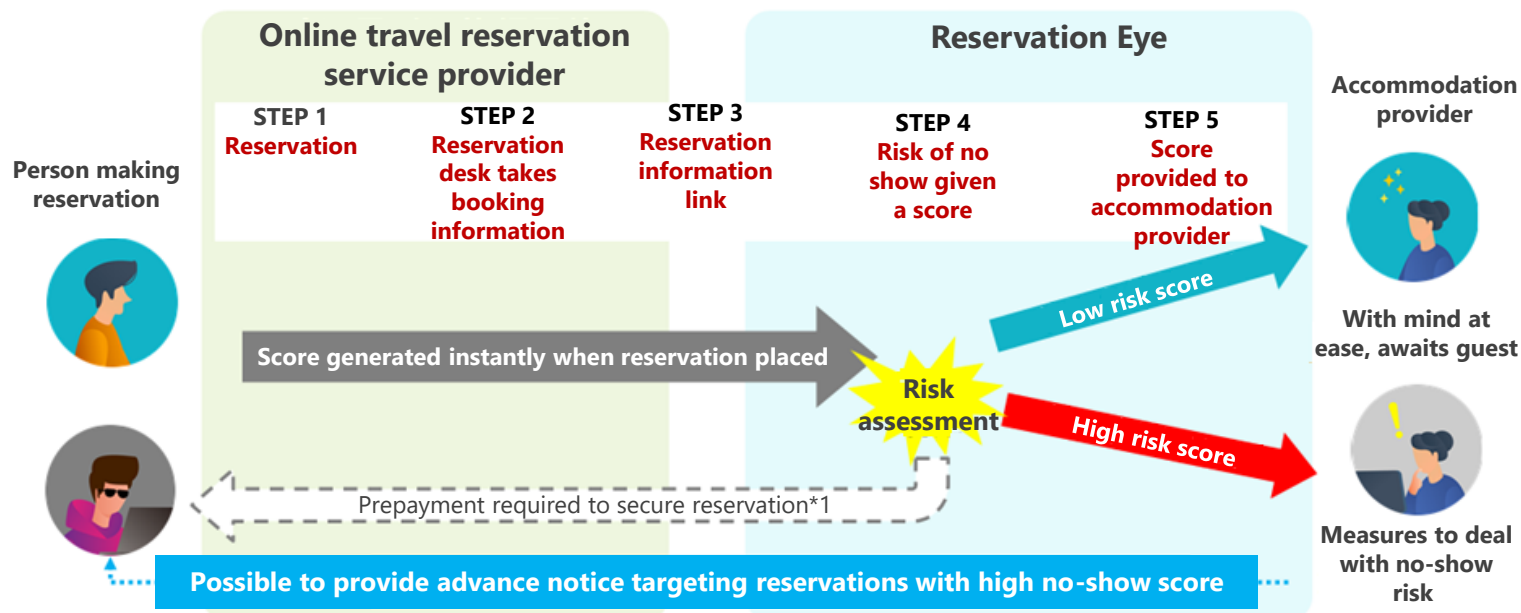 Online travel reservation
service provider
Reservation Eye
Person making
reservation
STEP 1
Reservation
STEP 2
Reservation
desk takes
booking
information
STEP 3
Reservation
information
link
STEP 4
Risk of no
show given
a score
STEP 5
Score
provided to
accommodation
provider
Accommodation
provider
Score generated instantly when reservation placed
Risk
assessment
Low risk score
With mind at
ease, awaits guest
High risk score
Prepayment required to secure reservation*1
Measures to deal
with no-show
risk
Possible to provide advance notice targeting reservations with high no-show score